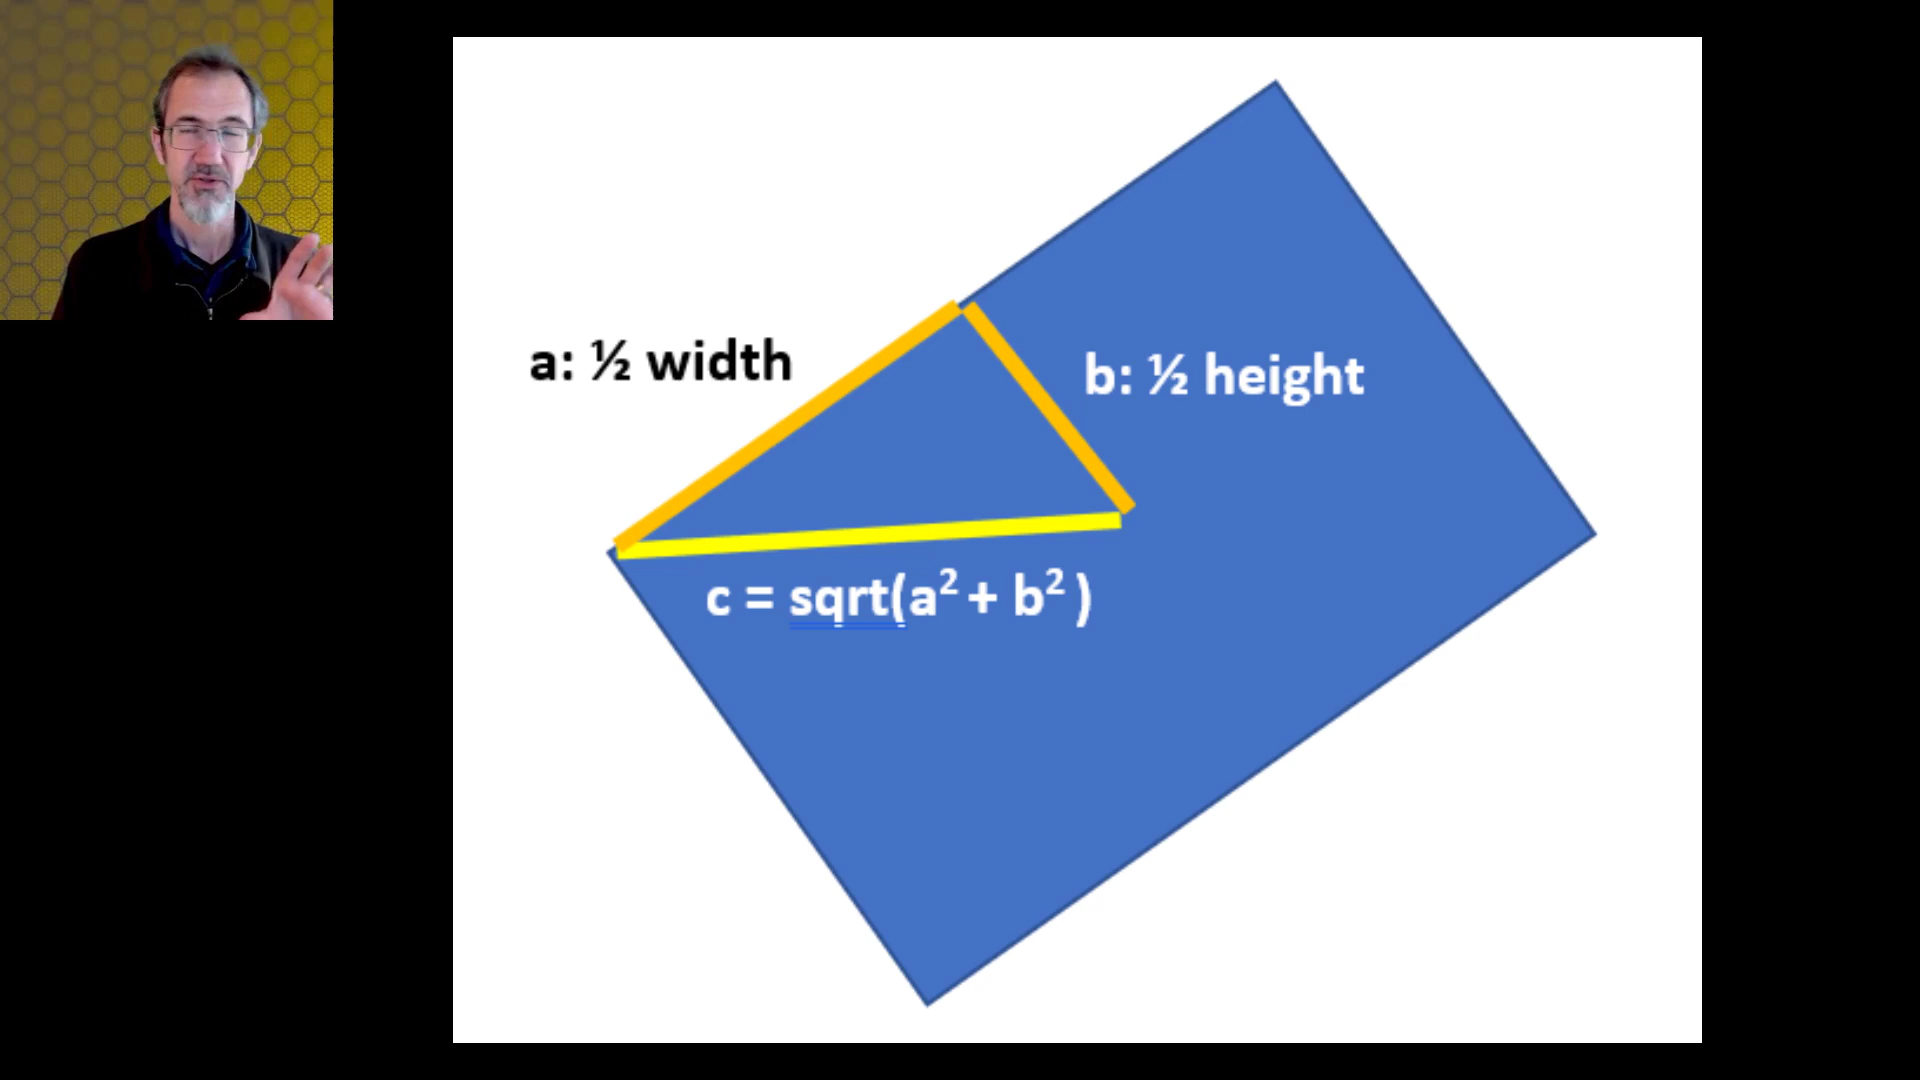 a: ½ width
b: ½ height
c = sqrt(a² + b² )